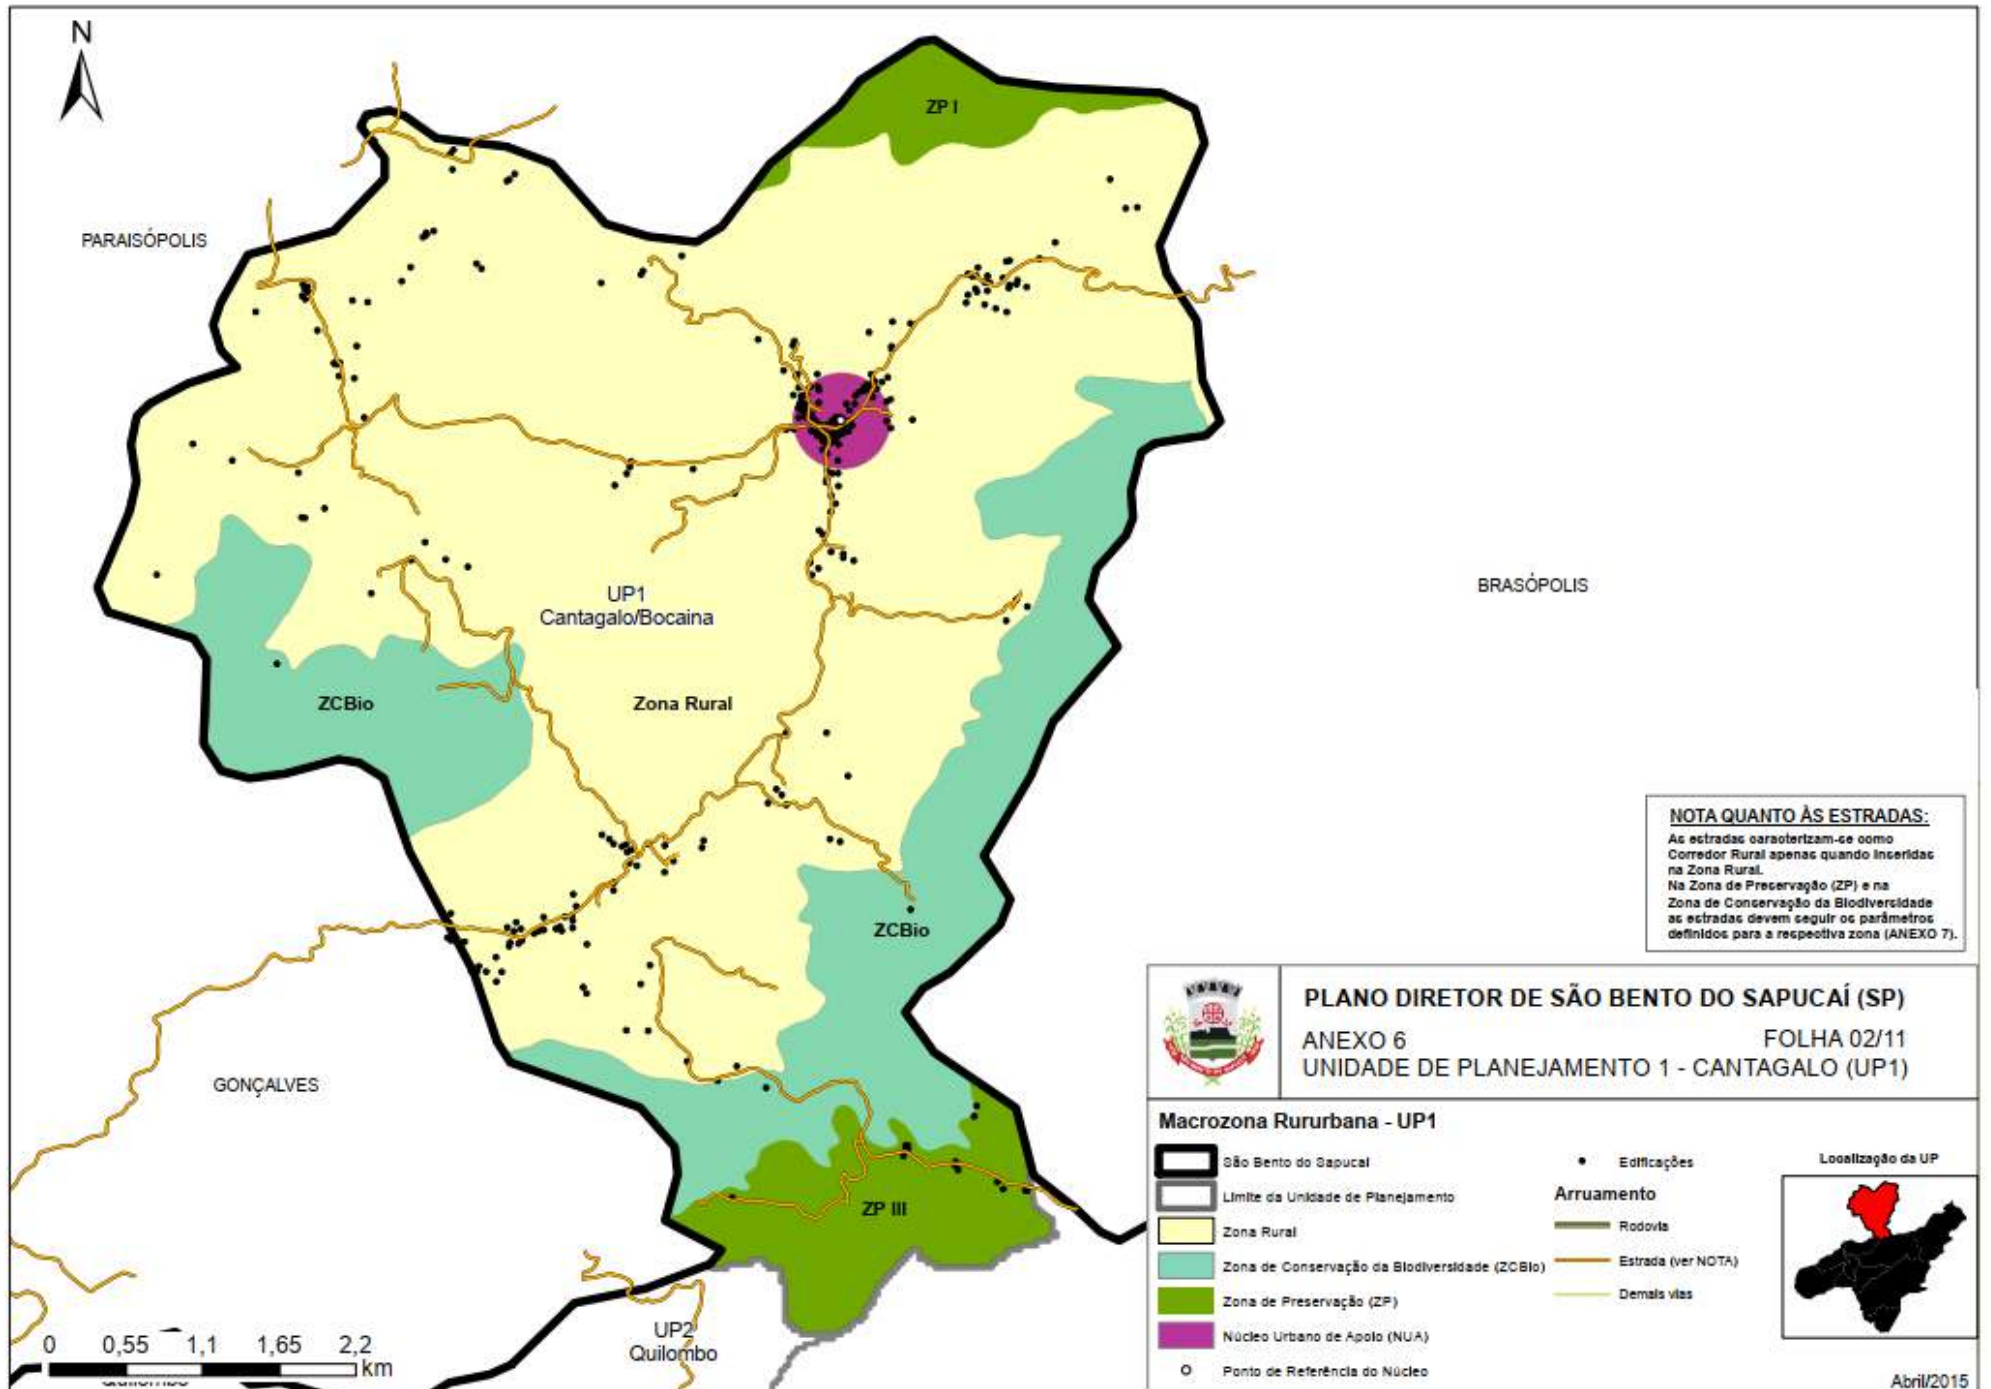 N
ZP I
PARAISÓPOLIS
UP1
Cantagalo/Bocaina
BRASÓPOLIS
ZCBio
Zona Rural
ZCBio
GONÇALVES
ZP III
UP2
Quilombo
0 0,55 1,1 1,65 2,2
km
NOTA QUANTO ÀS ESTRADAS:
As estradas caracterizam-se como
Corredor Rural apenas quando inseridas
na Zona Rural.
Na Zona de Preservação (ZP) e na
Zona de Conservação da Biodiversidade
as estradas devem seguir os parâmetros
definidos para a respectiva zona (ANEXO 7).
PLANO DIRETOR DE SÃO BENTO DO SAPUCAÍ (SP)
ANEXO 6 FOLHA 02/11
UNIDADE DE PLANEJAMENTO 1 - CANTAGALO (UP1)
Macrozona Rururbana - UP1
São Bento do Sapucaí
Limite da Unidade de Planejamento
Zona Rural
Zona de Conservação da Biodiversidade (ZCBio)
Zona de Preservação (ZP)
Núcleo Urbano de Apoio (NUA)
Ponto de Referência do Núcleo
Edificações
Arruamento
Rodovia
Estrada (ver NOTA)
Demais vias
Localização da UP
Abril/2015